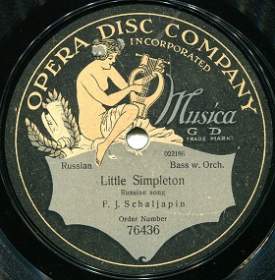 OPERA DISC COMPANY
INCORPORATED
Musica
G D
TRADE MARK
Russian
Bass w. Orch.
Little Simpleton
Russian song
F. J. Schaljapin
Order Number
76436